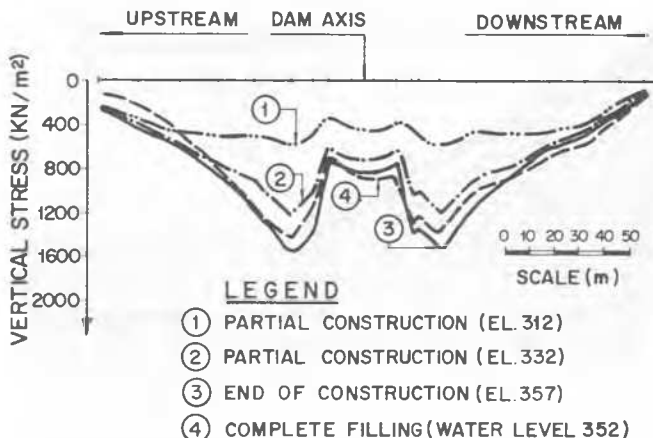 UPSTREAM DAM AXIS DOWNSTREAM
VERTICAL STRESS (KN/m²)
0
400
800
1200
1600
2000
1
2
4
3
0 10 20 30 40 50
SCALE (m)
LEGEND
1 PARTIAL CONSTRUCTION (EL.312)
2 PARTIAL CONSTRUCTION (EL.332)
3 END OF CONSTRUCTION (EL.357)
4 COMPLETE FILLING (WATER LEVEL 352)